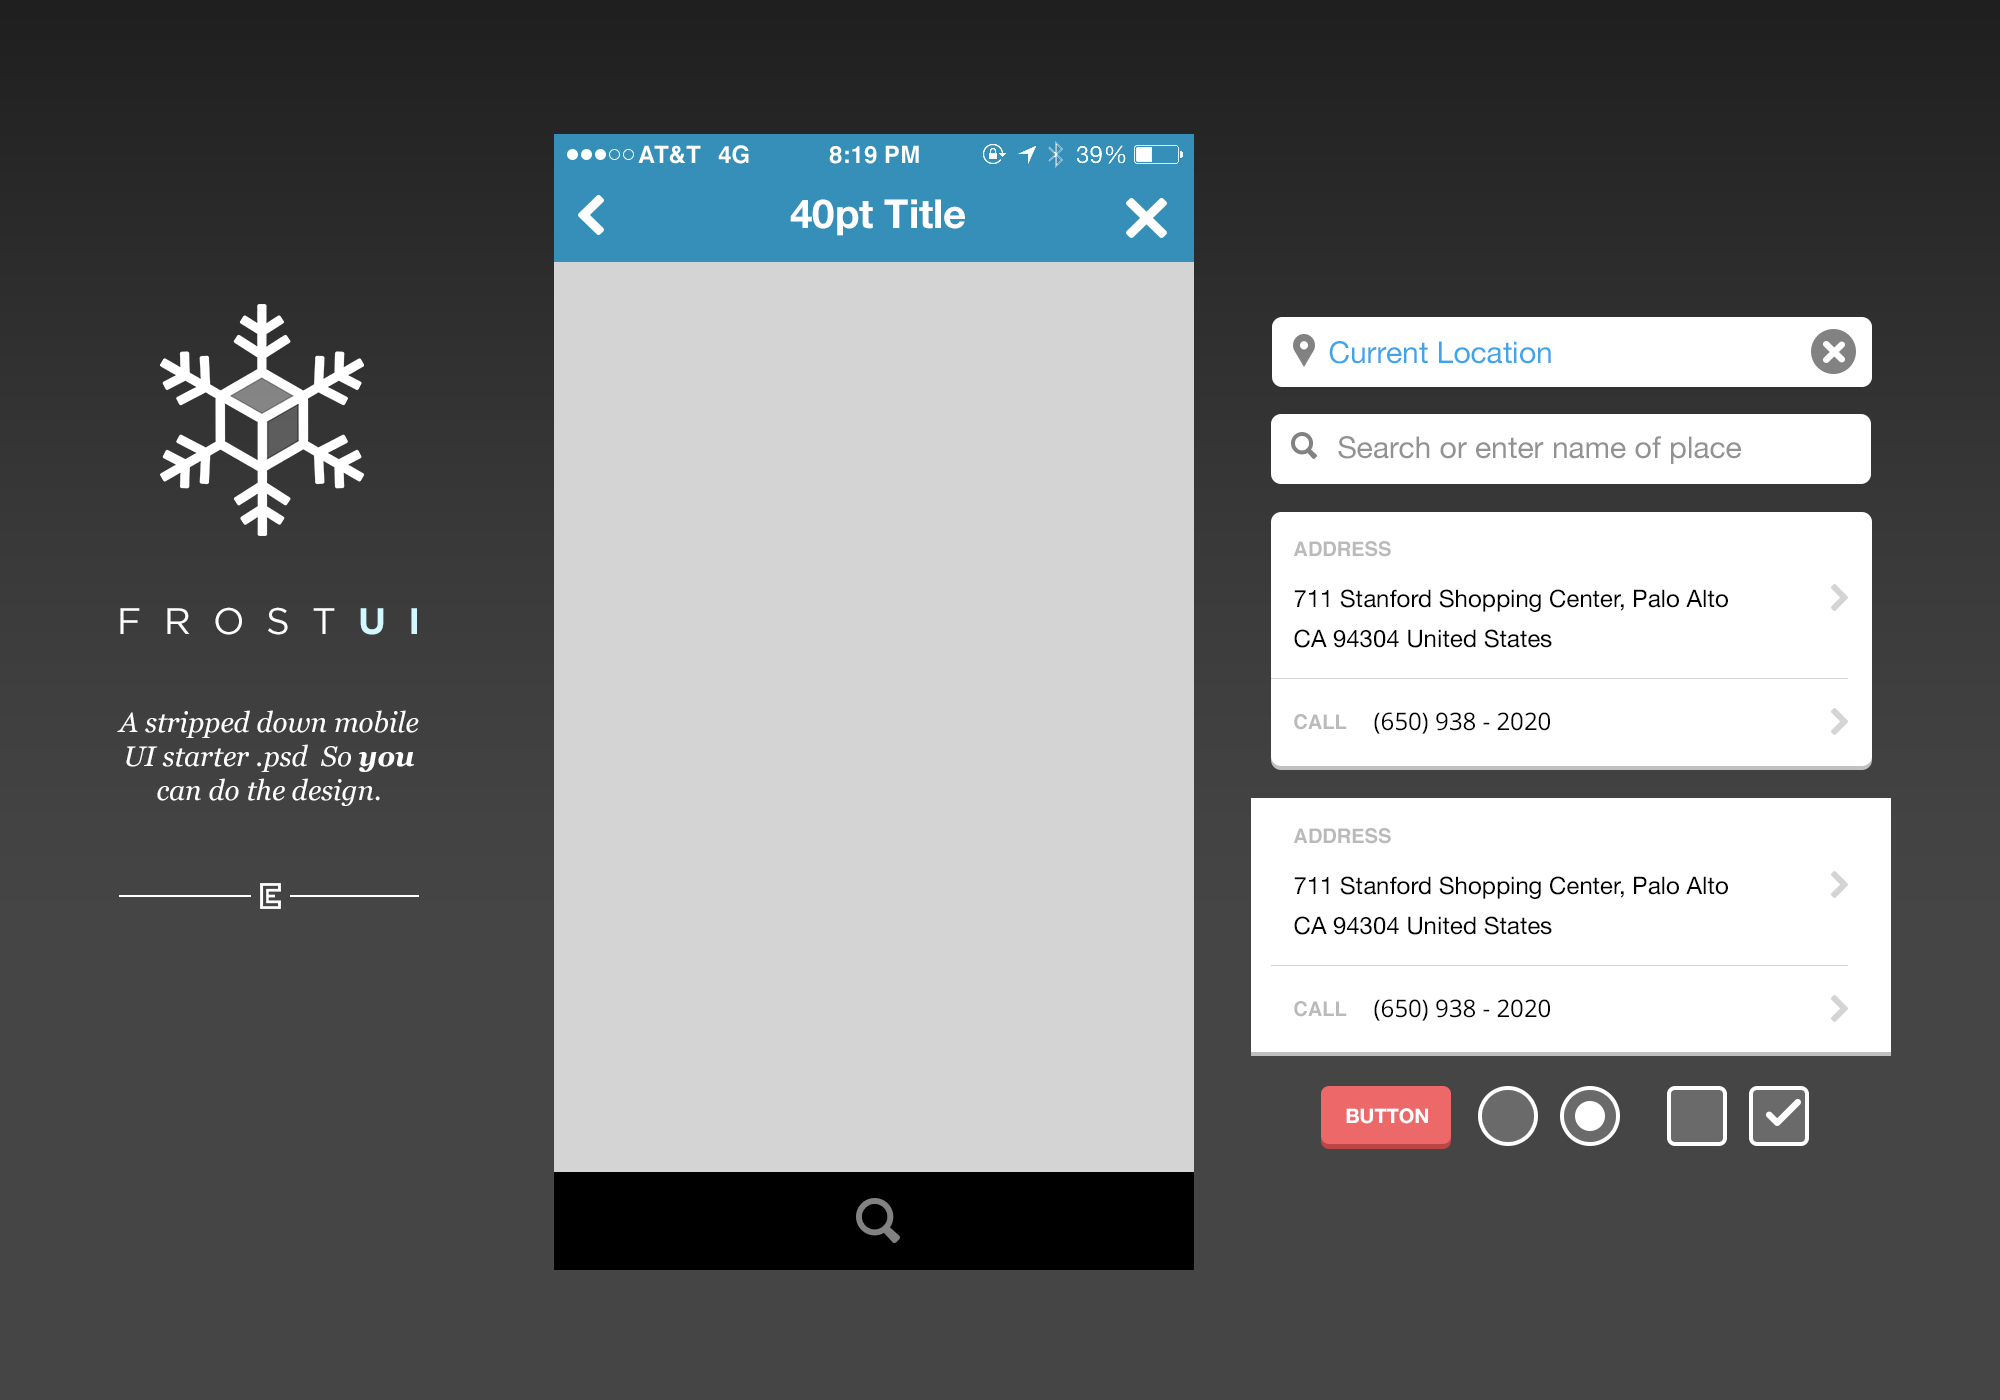 AT&T 4G 8:19 PM 39%
40pt Title
FROSTUI
A stripped down mobile
UI starter .psd So you
can do the design.
E
Current Location
Search or enter name of place
ADDRESS
711 Stanford Shopping Center, Palo Alto
CA 94304 United States
CALL (650) 938 - 2020
ADDRESS
711 Stanford Shopping Center, Palo Alto
CA 94304 United States
CALL (650) 938 - 2020
BUTTON